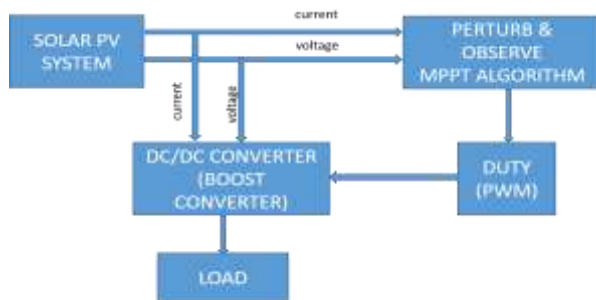 current
SOLAR PV
SYSTEM
voltage
PERTURB &
OBSERVE
MPPT ALGORITHM
current
voltage
DC/DC CONVERTER
(BOOST
CONVERTER)
DUTY
(PWM)
LOAD